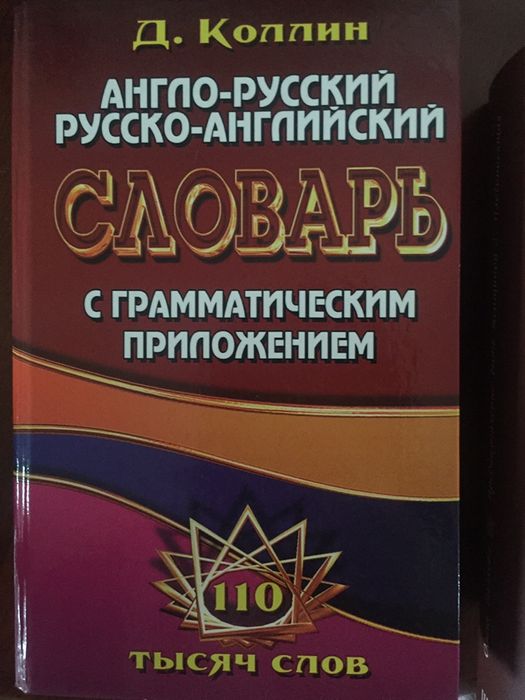 Д. Коллин
АНГЛО-РУССКИЙ
РУССКО-АНГЛИЙСКИЙ
СЛОВАРЬ
С ГРАММАТИЧЕСКИМ
ПРИЛОЖЕНИЕМ
110
ТЫСЯЧ СЛОВ